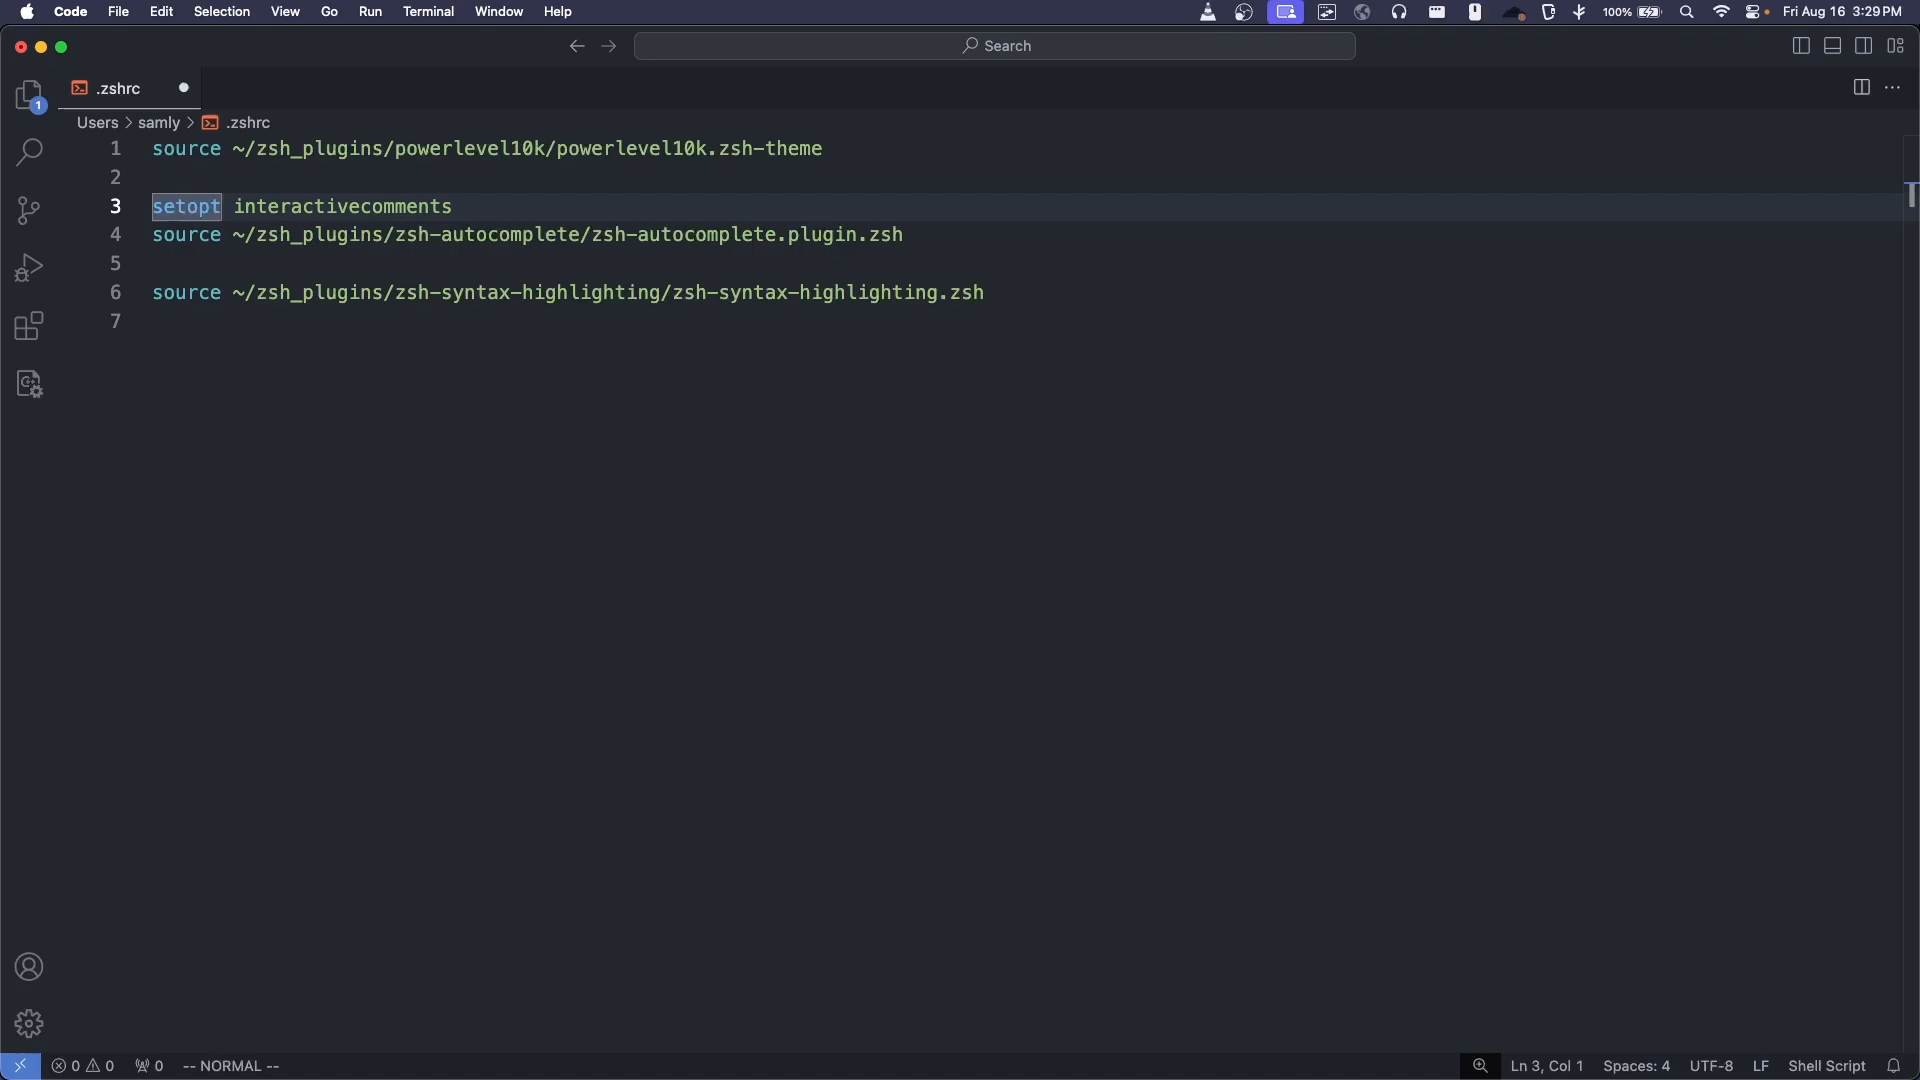 Code File Edit Selection View Go Run Terminal Window Help 100% Fri Aug 16 3:29 PM
Search
.zshrc
1
Users > samly > .zshrc
1 source ~/zsh_plugins/powerlevel10k/powerlevel10k.zsh-theme
2
3 setopt interactivecomments
4 source ~/zsh_plugins/zsh-autocomplete/zsh-autocomplete.plugin.zsh
5
6 source ~/zsh_plugins/zsh-syntax-highlighting/zsh-syntax-highlighting.zsh
7
0 0 0 -- NORMAL -- Ln 3, Col 1 Spaces: 4 UTF-8 LF Shell Script